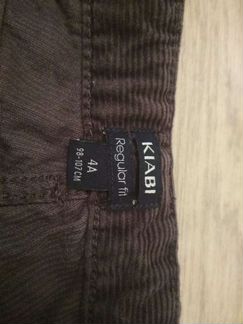 KIABI
Regular fit
4A
98-107CM